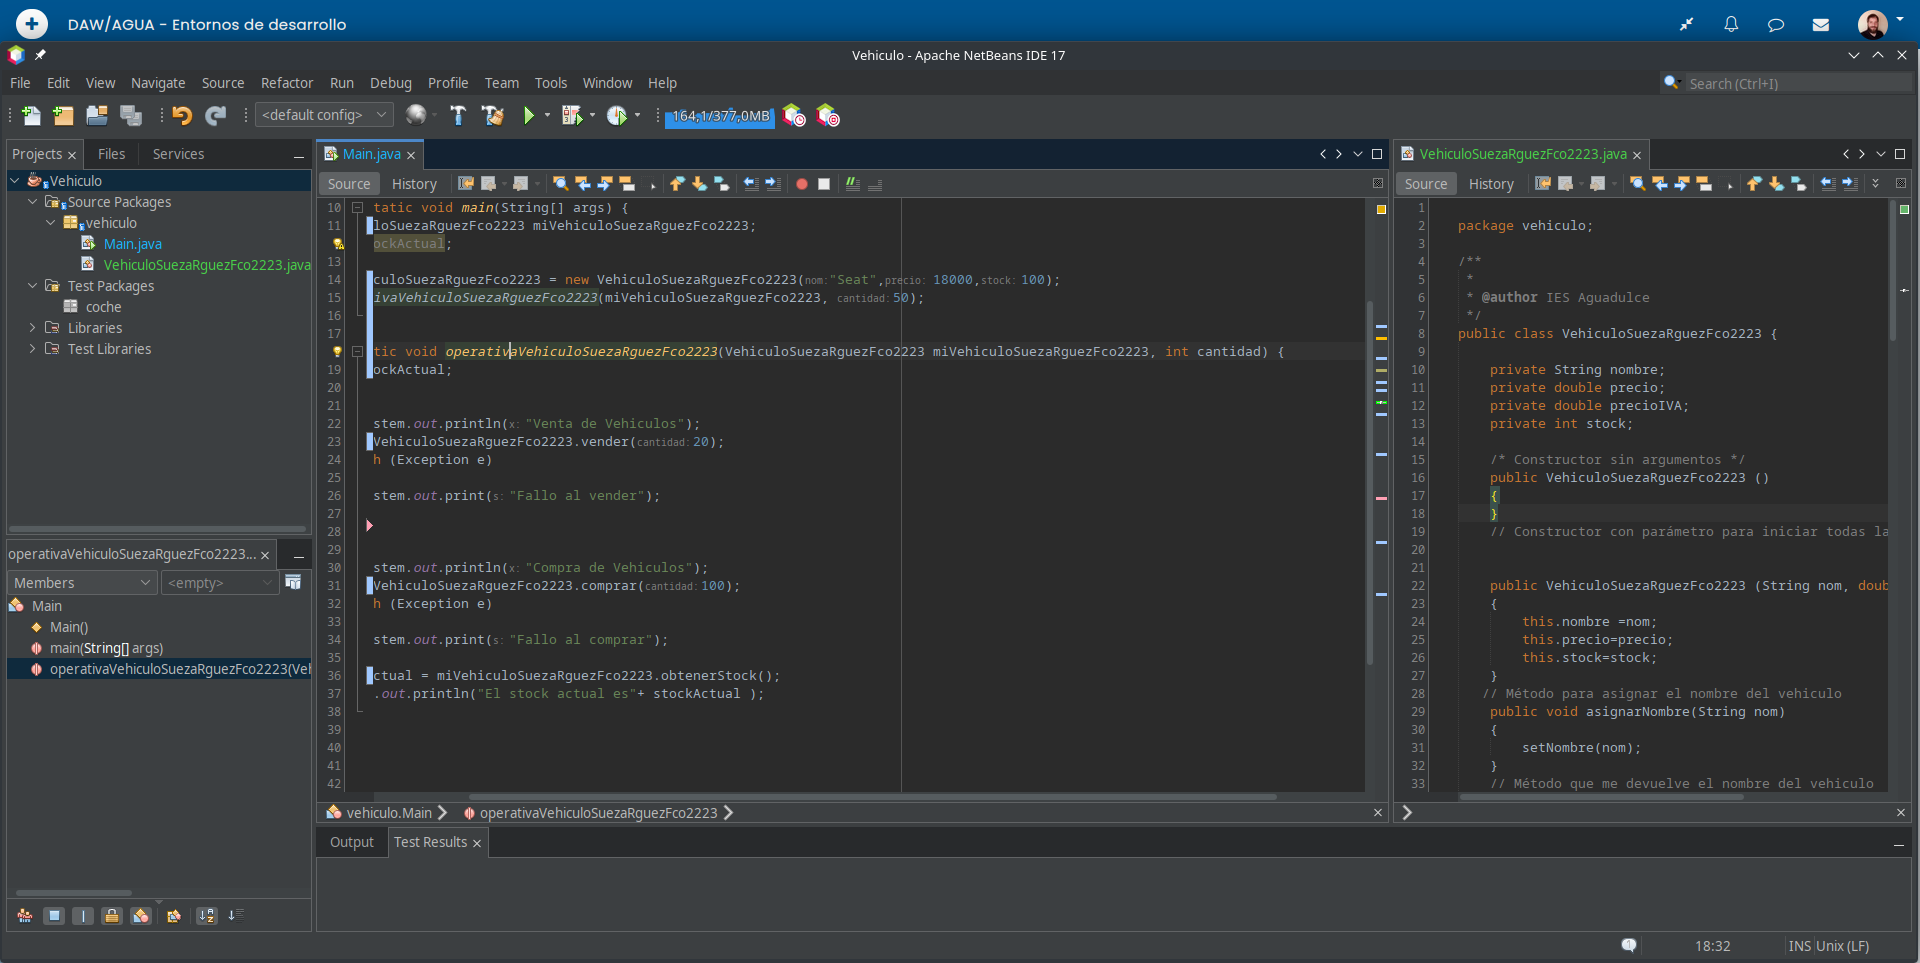 DAW/AGUA - Entornos de desarrollo
Vehiculo - Apache NetBeans IDE 17
File Edit View Navigate Source Refactor Run Debug Profile Team Tools Window Help
Search (Ctrl+I)
<default config>
164,1/377,0MB
Projects Files Services
Vehiculo
Source Packages
vehiculo
Main.java
VehiculoSuezaRguezFco2223.java
Test Packages
coche
Libraries
Test Libraries
operativaVehiculoSuezaRguezFco2223...
Members <empty>
Main
Main()
main(String[] args)
operativaVehiculoSuezaRguezFco2223(Veh
Main.java
Source History
10 tatic void main(String[] args) {
11 loSuezaRguezFco2223 miVehiculoSuezaRguezFco2223;
ockActual;
13
14 culoSuezaRguezFco2223 = new VehiculoSuezaRguezFco2223(nom:"Seat",precio: 18000,stock: 100);
15 ivaVehiculoSuezaRguezFco2223(miVehiculoSuezaRguezFco2223, cantidad: 50);
16
17
tic void operativaVehiculoSuezaRguezFco2223(VehiculoSuezaRguezFco2223 miVehiculoSuezaRguezFco2223, int cantidad) {
19 ockActual;
20
21
22 stem.out.println(x: "Venta de Vehiculos");
23 VehiculoSuezaRguezFco2223.vender(cantidad: 20);
24 h (Exception e)
25
26 stem.out.print(s: "Fallo al vender");
27
28
29
30 stem.out.println(x: "Compra de Vehiculos");
31 VehiculoSuezaRguezFco2223.comprar(cantidad: 100);
32 h (Exception e)
33
34 stem.out.print(s: "Fallo al comprar");
35
36 ctual = miVehiculoSuezaRguezFco2223.obtenerStock();
37 .out.println("El stock actual es"+ stockActual );
38
39
40
41
42
vehiculo.Main operativaVehiculoSuezaRguezFco2223
VehiculoSuezaRguezFco2223.java
Source History
1
2 package vehiculo;
3
4 /**
5 *
6 * @author IES Aguadulce
7 */
8 public class VehiculoSuezaRguezFco2223 {
9
10 private String nombre;
11 private double precio;
12 private double precioIVA;
13 private int stock;
14
15 /* Constructor sin argumentos */
16 public VehiculoSuezaRguezFco2223 ()
17 {
18 }
19 // Constructor con parámetro para iniciar todas la
20
21
22 public VehiculoSuezaRguezFco2223 (String nom, doub
23 {
24 this.nombre =nom;
25 this.precio=precio;
26 this.stock=stock;
27 }
28 // Método para asignar el nombre del vehiculo
29 public void asignarNombre(String nom)
30 {
31 setNombre(nom);
32 }
33 // Método que me devuelve el nombre del vehiculo
Output Test Results
1
18:32 INS Unix (LF)